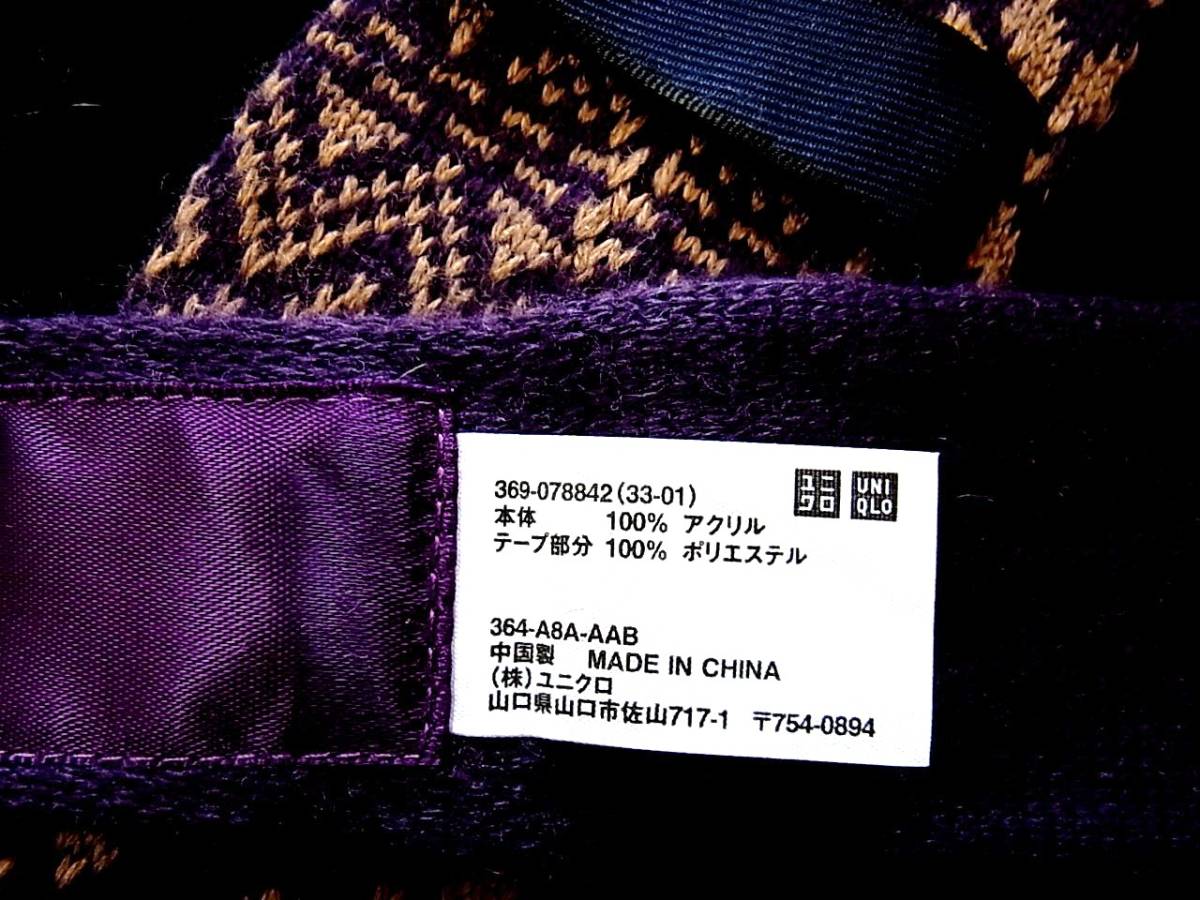 369-078842(33-01)
ユニクロ UNIQLO
本体 100% アクリル
テープ部分 100% ポリエステル
364-A8A-AAB
中国製 MADE IN CHINA
(株)ユニクロ
山口県山口市佐山717-1 〒754-0894